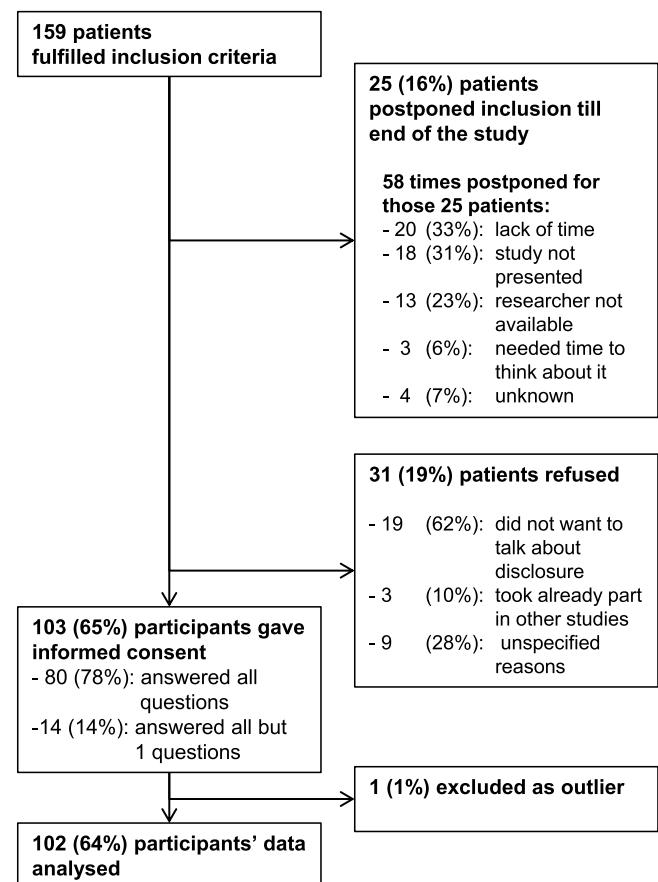 159 patients
fulfilled inclusion criteria
25 (16%) patients
postponed inclusion till
end of the study
58 times postponed for
those 25 patients:
- 20 (33%): lack of time
- 18 (31%): study not
presented
- 13 (23%): researcher not
available
- 3 (6%): needed time to
think about it
- 4 (7%): unknown
31 (19%) patients refused
- 19 (62%): did not want to
talk about
disclosure
- 3 (10%): took already part
in other studies
- 9 (28%): unspecified
reasons
103 (65%) participants gave
informed consent
- 80 (78%): answered all
questions
-14 (14%): answered all but
1 questions
1 (1%) excluded as outlier
102 (64%) participants’ data
analysed